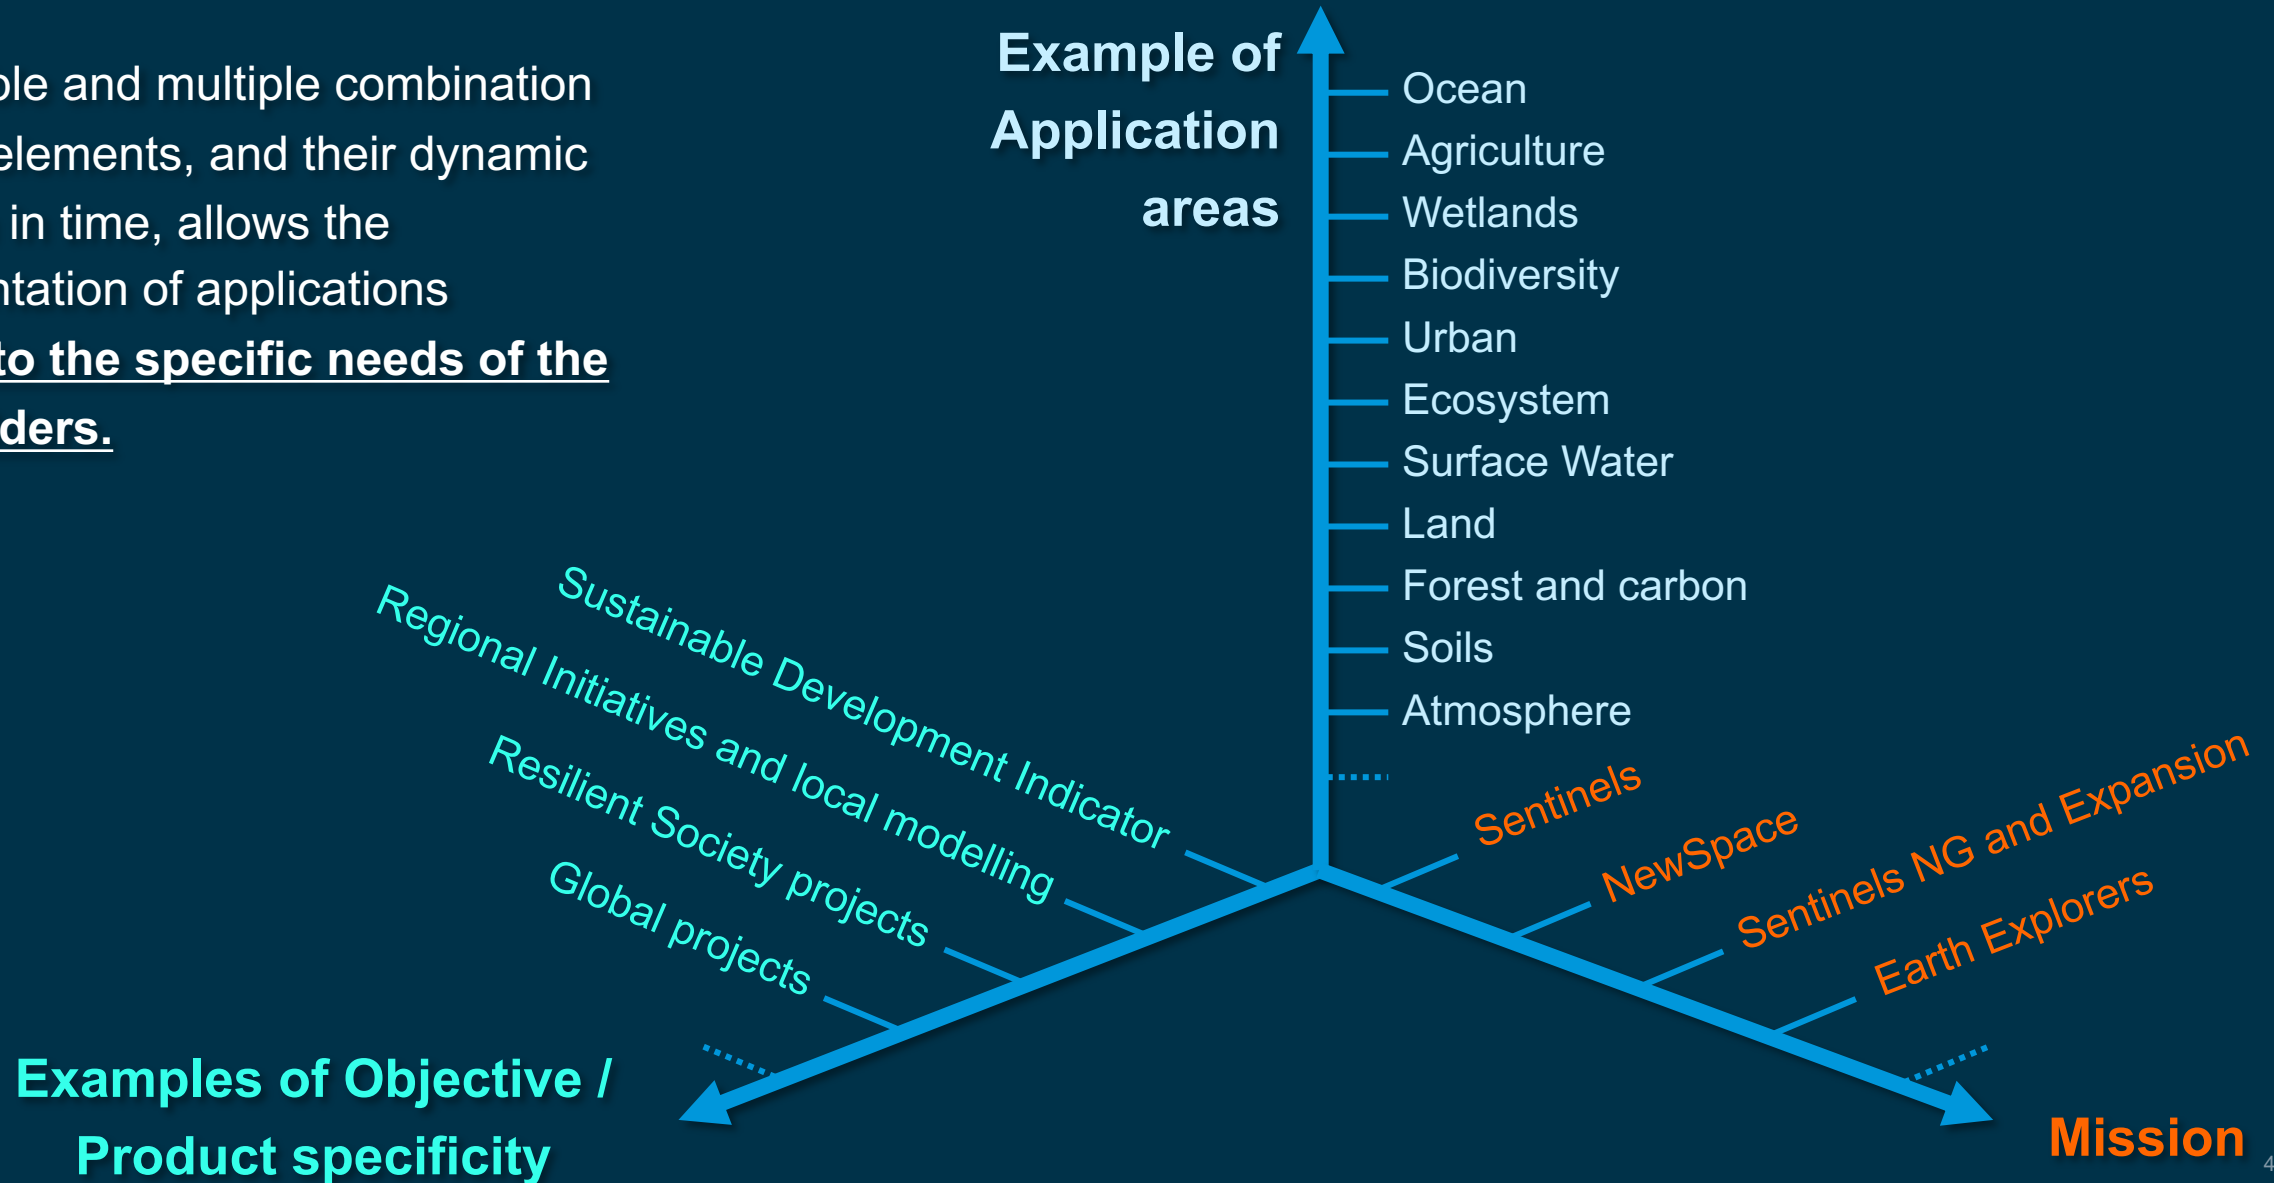 and multiple combination
elements, and their dynamic
in time, allows the
of applications
to the specific needs of the
Example of
Application
areas
Ocean
Agriculture
Wetlands
Biodiversity
Urban
Ecosystem
Surface Water
Land
Forest and carbon
Soils
Atmosphere
Sustainable Development Indicator
Regional Initiatives and local modelling
Resilient Society projects
Global projects
Sentinels
NewSpace
Sentinels NG and Expansion
Earth Explorers
Examples of Objective /
Product specificity
Mission
4